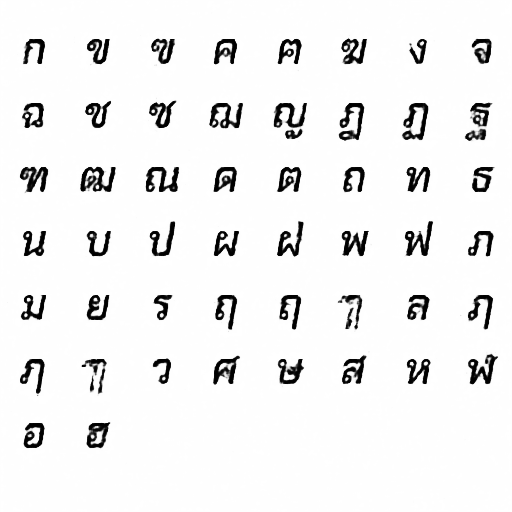 ก ข ฃ ค ฅ ฆ ง จ
ฉ ช ซ ฌ ญ ฎ ฏ ฐ
ฑ ฒ ณ ด ต ถ ท ธ
น บ ป ผ ฝ พ ฟ ภ
ม ย ร ฤ ฤ ๅ ล ฦ
ฦ ๅ ว ศ ษ ส ห ฬ
อ ฮ